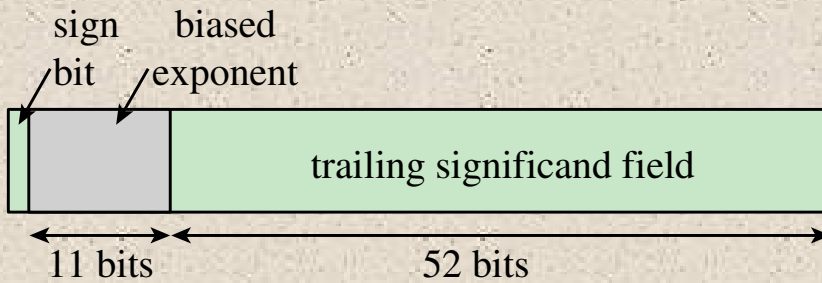 sign biased
bit exponent
trailing significand field
11 bits 52 bits